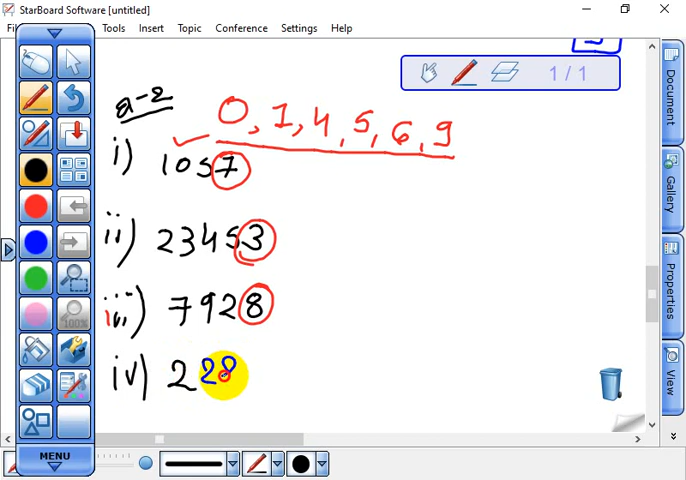 StarBoard Software [untitled]
Tools Insert Topic Conference Settings Help
1 / 1
a-2
0, 1, 4, 5, 6, 9
i) 1057
ii) 23453
iii) 7928
iv) 228
100%
MENU
Document
Gallery
Properties
View